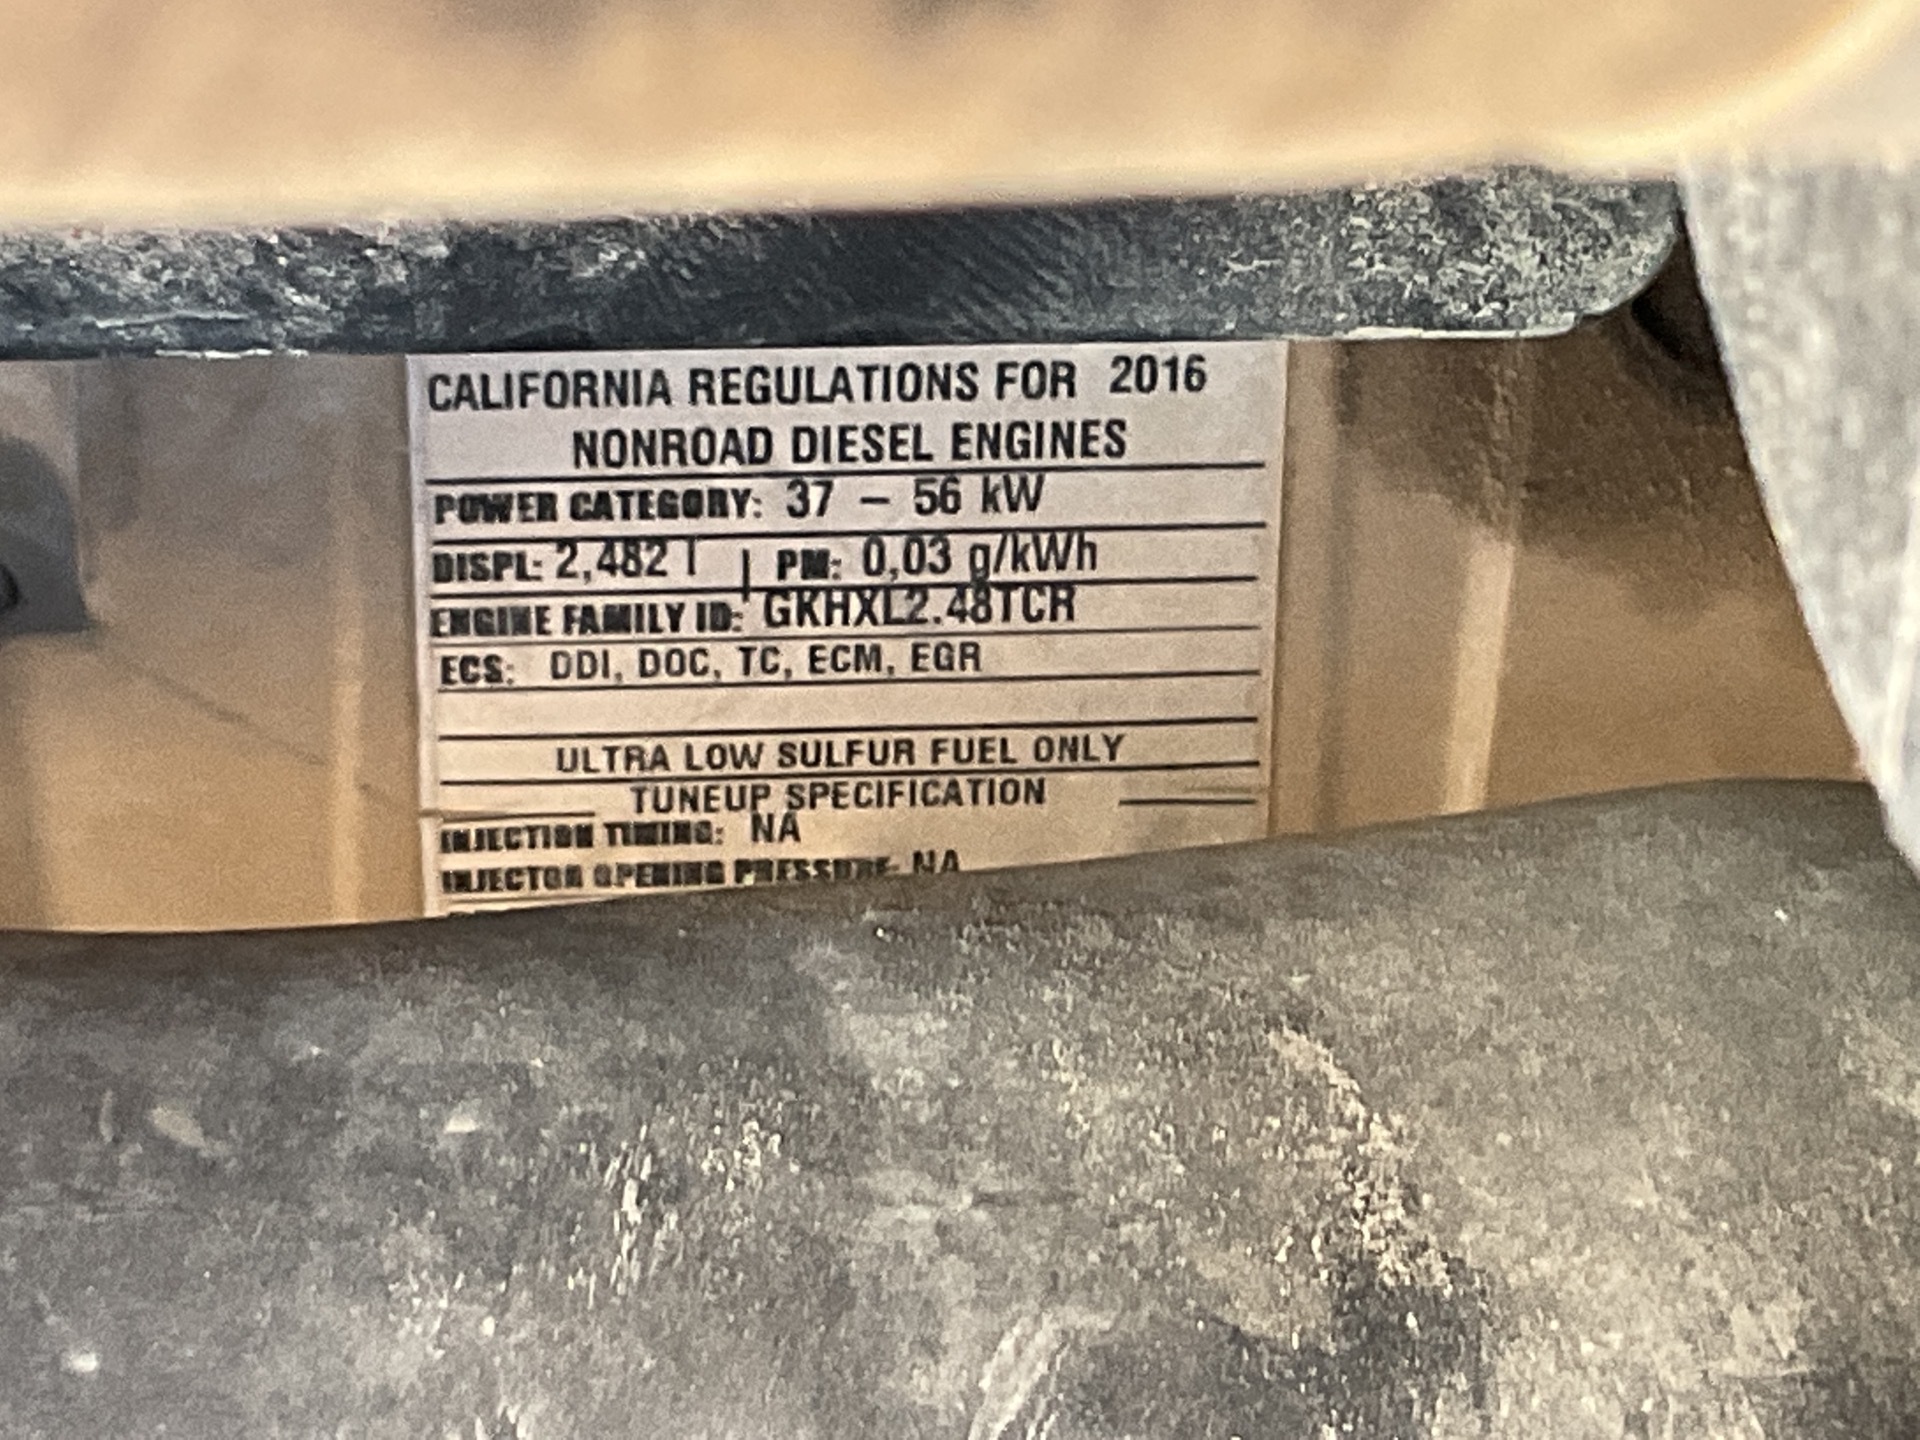 CALIFORNIA REGULATIONS FOR 2016
NONROAD DIESEL ENGINES
POWER CATEGORY: 37 – 56 kW
DISPL: 2,482 l | PM: 0,03 g/kWh
ENGINE FAMILY ID: GKHXL2.48TCR
ECS: DDI, DOC, TC, ECM, EGR
ULTRA LOW SULFUR FUEL ONLY
TUNEUP SPECIFICATION
INJECTION TIMING: NA
INJECTOR OPENING PRESSURE: NA